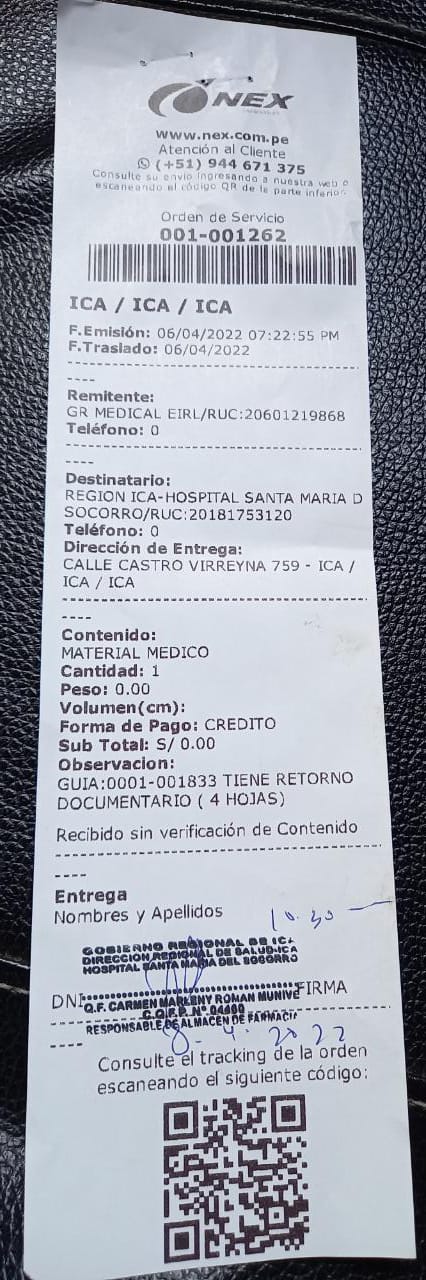 NEX
www.nex.com.pe
Atención al Cliente
(+51) 944 671 375
Consulte su envio ingresando a nuestra web o
escaneando el código QR de la parte inferior
Orden de Servicio
001-001262
ICA / ICA / ICA
F.Emisión: 06/04/2022 07:22:55 PM
F.Traslado: 06/04/2022
----
Remitente:
GR MEDICAL EIRL/RUC:20601219868
Teléfono: 0
----
Destinatario:
REGION ICA-HOSPITAL SANTA MARIA D
SOCORRO/RUC:20181753120
Teléfono: 0
Dirección de Entrega:
CALLE CASTRO VIRREYNA 759 - ICA /
ICA / ICA
----
Contenido:
MATERIAL MEDICO
Cantidad: 1
Peso: 0.00
Volumen(cm):
Forma de Pago: CREDITO
Sub Total: S/ 0.00
Observacion:
GUIA:0001-001833 TIENE RETORNO
DOCUMENTARIO ( 4 HOJAS)
Recibido sin verificación de Contenido
----
Entrega
Nombres y Apellidos 10:30
GOBIERNO REGIONAL DE ICA
DIRECCION REGIONAL DE SALUD-ICA
HOSPITAL SANTA MARIA DEL SOCORRO
DNI FIRMA
Q.F. CARMEN MARLENY ROMAN MUNIVE
C.Q.F.P. N° 04460
RESPONSABLE DE ALMACEN DE FARMACIA
8-4-2022
----
Consulte el tracking de la orden
escaneando el siguiente código: